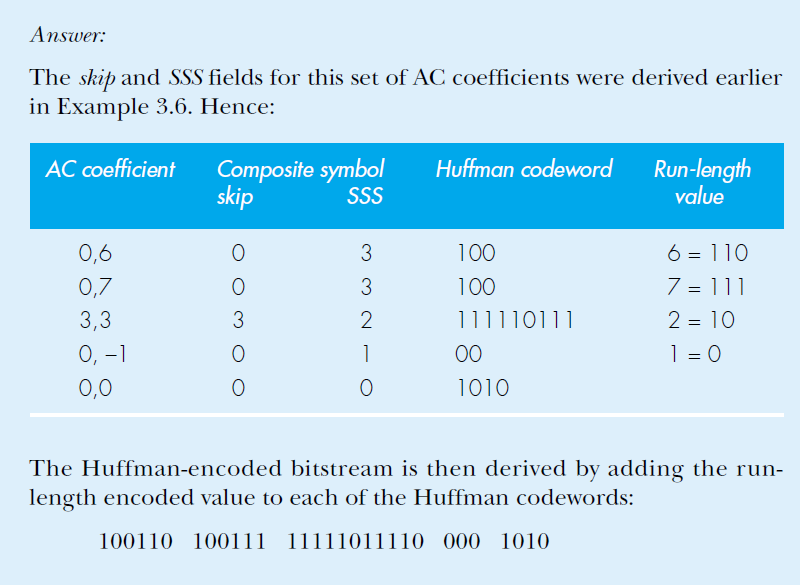 Answer:
The skip and SSS fields for this set of AC coefficients were derived earlier
in Example 3.6. Hence:
AC coefficient Composite symbol Huffman codeword Run-length
skip SSS value
0,6 0 3 100 6 = 110
0,7 0 3 100 7 = 111
3,3 3 2 111110111 2 = 10
0, –1 0 1 00 1 = 0
0,0 0 0 1010
The Huffman-encoded bitstream is then derived by adding the run-
length encoded value to each of the Huffman codewords:
100110 100111 11111011110 000 1010